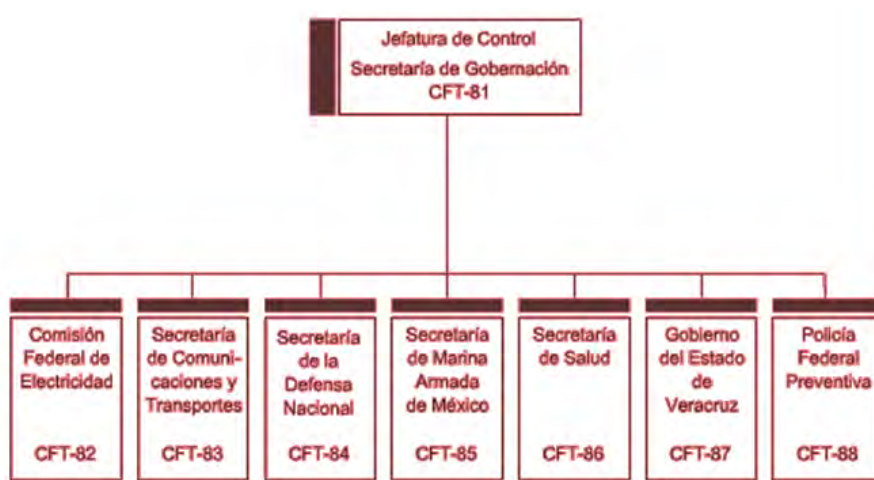 Jefatura de Control
Secretaría de Gobernación
CFT-81
Comisión
Federal de
Electricidad
CFT-82
Secretaría
de Comuni-
caciones y
Transportes
CFT-83
Secretaría
de la
Defensa
Nacional
CFT-84
Secretaría
de Marina
Armada
de México
CFT-85
Secretaría
de Salud
CFT-86
Gobierno
del Estado
de
Veracruz
CFT-87
Policía
Federal
Preventiva
CFT-88